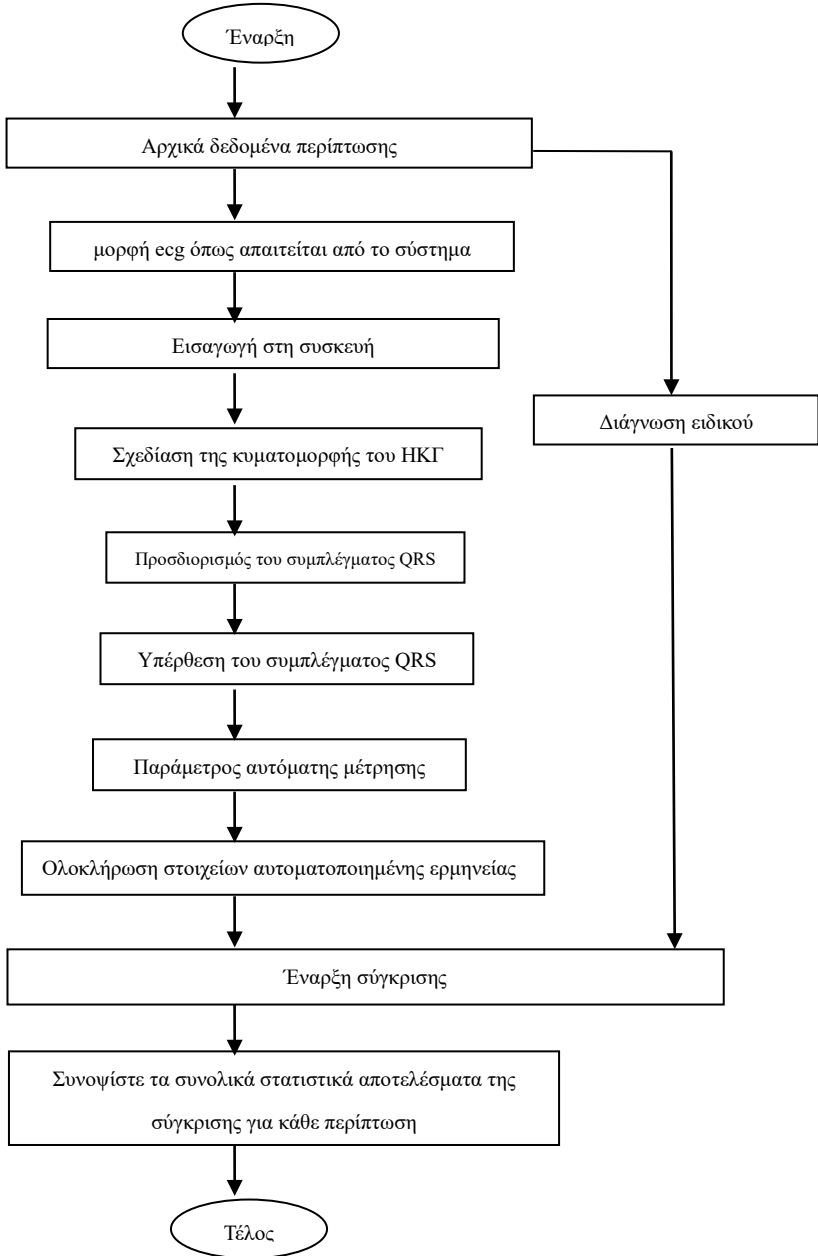 Έναρξη
Αρχικά δεδομένα περίπτωσης
μορφή ecg όπως απαιτείται από το σύστημα
Εισαγωγή στη συσκευή
Διάγνωση ειδικού
Σχεδίαση της κυματομορφής του ΗΚΓ
Προσδιορισμός του συμπλέγματος QRS
Υπέρθεση του συμπλέγματος QRS
Παράμετρος αυτόματης μέτρησης
Ολοκλήρωση στοιχείων αυτοματοποιημένης ερμηνείας
Έναρξη σύγκρισης
Συνοψίστε τα συνολικά στατιστικά αποτελέσματα της
σύγκρισης για κάθε περίπτωση
Τέλος